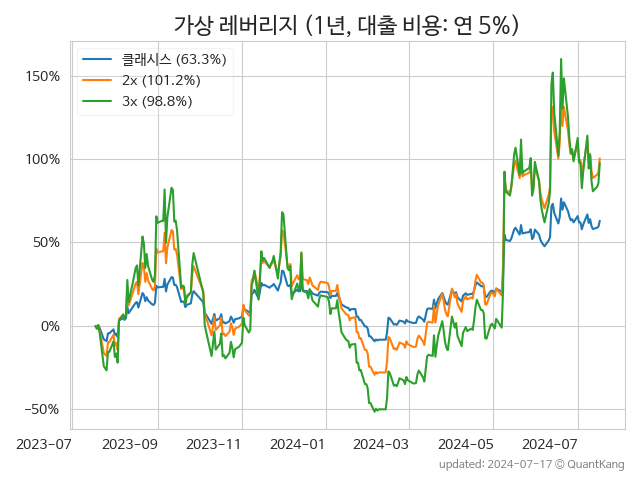 가상 레버리지 (1년, 대출 비용: 연 5%)
클래시스 (63.3%)
2x (101.2%)
3x (98.8%)
150%
100%
50%
0%
−50%
2023-07
2023-09
2023-11
2024-01
2024-03
2024-05
2024-07
updated: 2024-07-17 © QuantKang